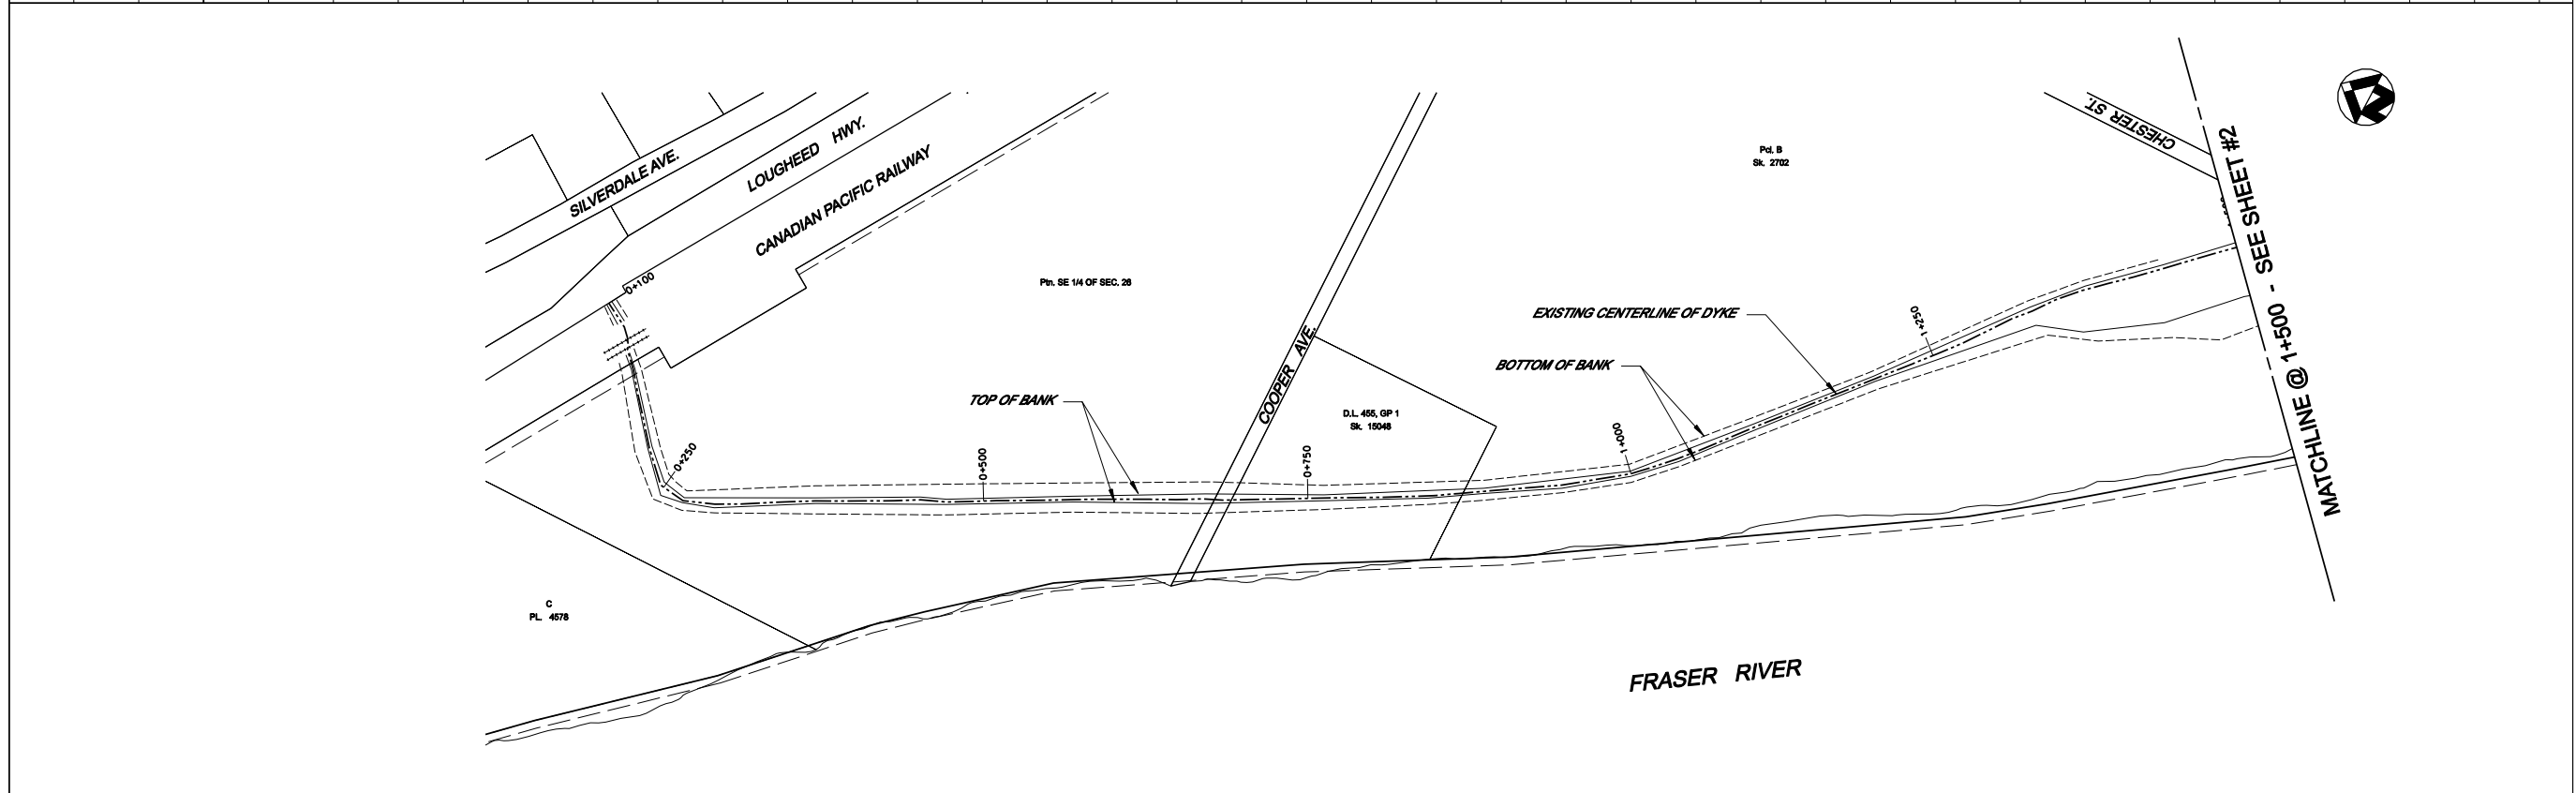 CHESTER ST.
MATCHLINE @ 1+500 - SEE SHEET #2
SILVERDALE AVE.
LOUGHEED HWY.
CANADIAN PACIFIC RAILWAY
Pcl. B
Sk. 2702
0+100
Ptn. SE 1/4 OF SEC. 26
EXISTING CENTERLINE OF DYKE
1+250
BOTTOM OF BANK
COOPER AVE.
TOP OF BANK
D.L. 455, GP 1
Sk. 15048
0+250
0+500
0+750
1+000
C
PL. 4578
FRASER RIVER